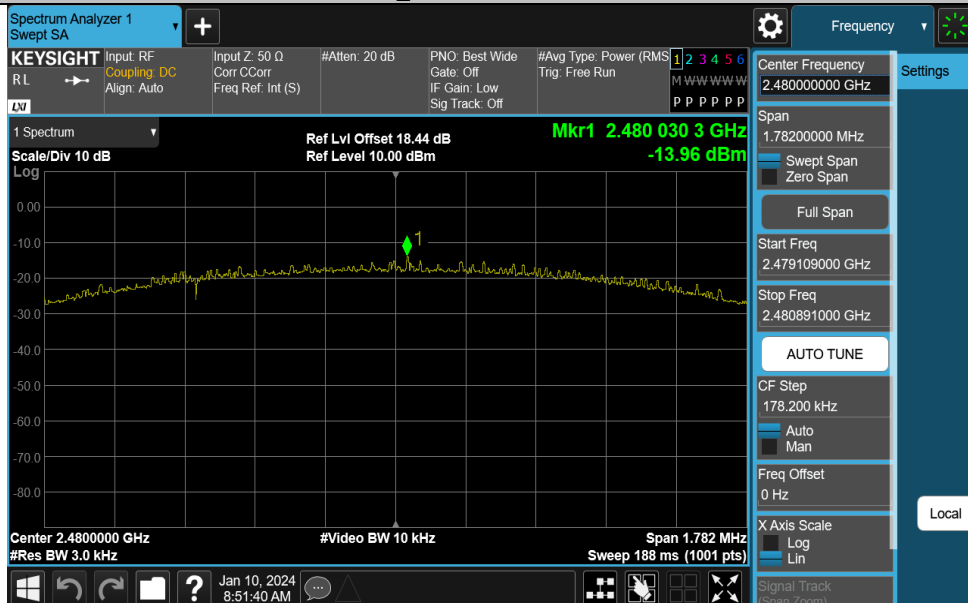 Spectrum Analyzer 1
Swept SA
+
Frequency
KEYSIGHT
RL
LXI
Input: RF
Coupling: DC
Align: Auto
Input Z: 50 Ω
Corr CCorr
Freq Ref: Int (S)
#Atten: 20 dB
PNO: Best Wide
Gate: Off
IF Gain: Low
Sig Track: Off
#Avg Type: Power (RMS
Trig: Free Run
1 2 3 4 5 6
M W W W W W
P P P P P P
Center Frequency
2.480000000 GHz
Settings
Span
1.78200000 MHz
Swept Span
Zero Span
Full Span
Start Freq
2.479109000 GHz
Stop Freq
2.480891000 GHz
AUTO TUNE
CF Step
178.200 kHz
Auto
Man
Freq Offset
0 Hz
X Axis Scale
Log
Lin
Signal Track
(Span Zoom)
Local
1 Spectrum
Scale/Div 10 dB
Log
Ref Lvl Offset 18.44 dB
Ref Level 10.00 dBm
Mkr1 2.480 030 3 GHz
-13.96 dBm
1
0.00
-10.0
-20.0
-30.0
-40.0
-50.0
-60.0
-70.0
-80.0
Center 2.4800000 GHz
#Res BW 3.0 kHz
#Video BW 10 kHz
Span 1.782 MHz
Sweep 188 ms (1001 pts)
?
Jan 10, 2024
8:51:40 AM